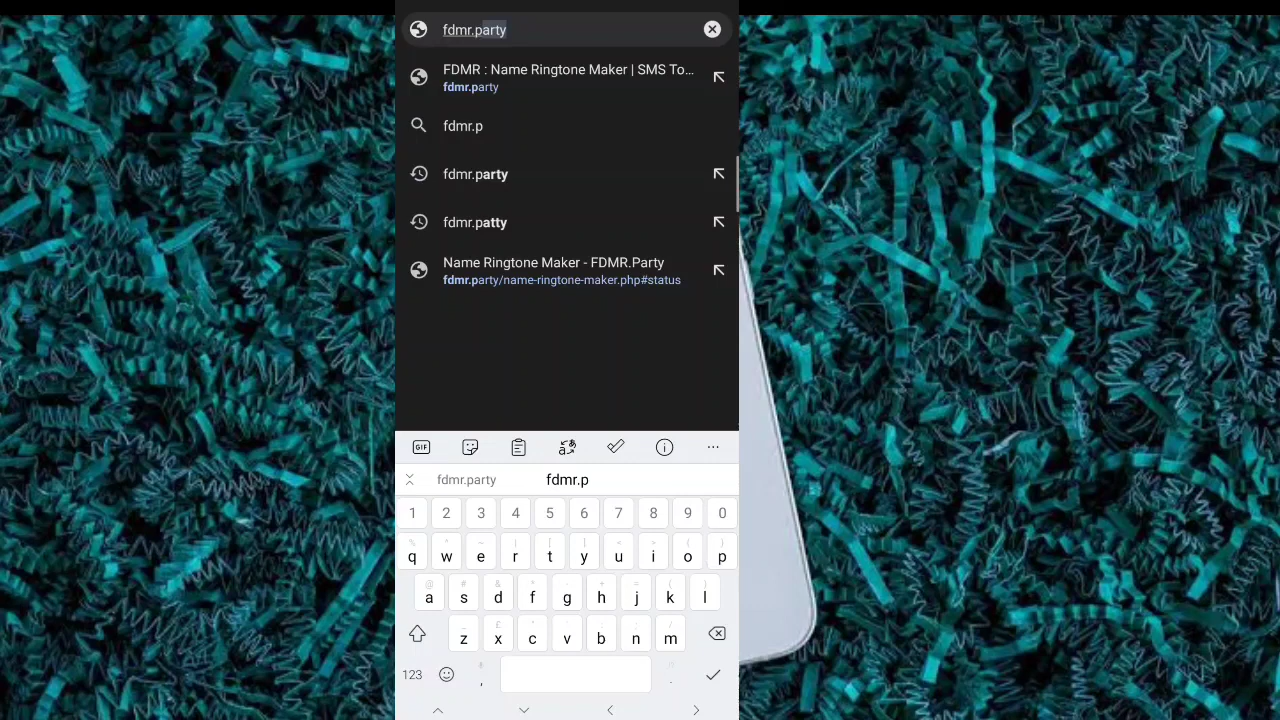 fdmr.party
FDMR : Name Ringtone Maker | SMS To...
fdmr.party
fdmr.p
fdmr.party
fdmr.patty
Name Ringtone Maker - FDMR.Party
fdmr.party/name-ringtone-maker.php#status
GIF
fdmr.party fdmr.p
1 2 3 4 5 6 7 8 9 0
q w e r t y u i o p
a s d f g h j k l
z x c v b n m
123 , .